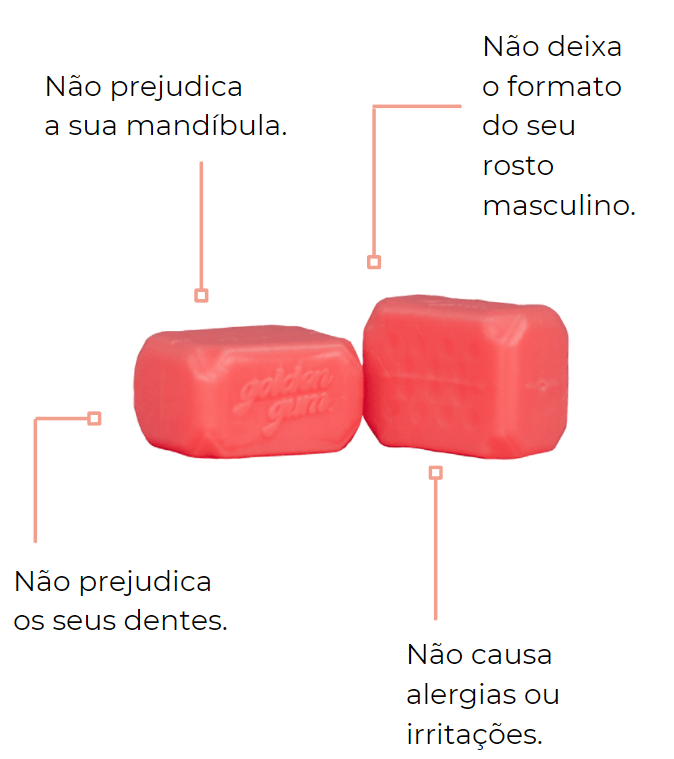 Não prejudica
a sua mandíbula.
Não deixa
o formato
do seu
rosto
masculino.
golden
gum.
Não prejudica
os seus dentes.
Não causa
alergias ou
irritações.